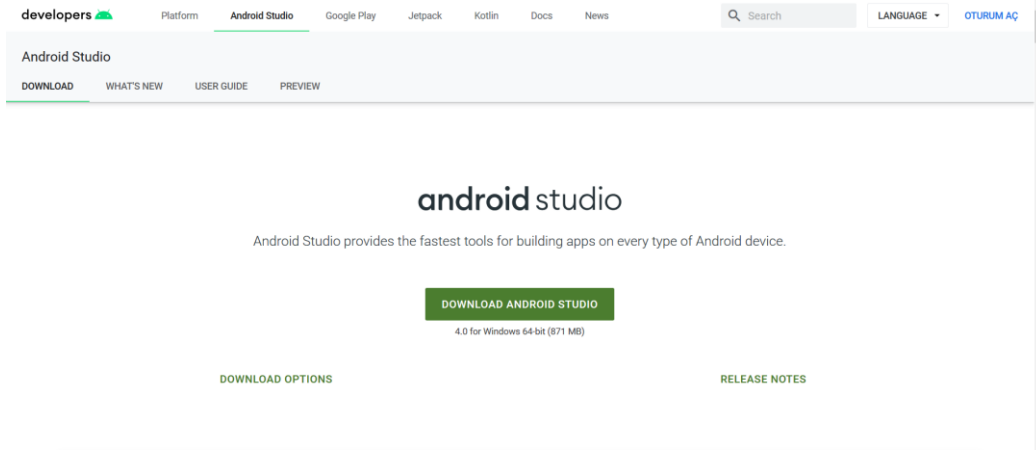 developers Platform Android Studio Google Play Jetpack Kotlin Docs News Search LANGUAGE OTURUM AÇ
Android Studio
DOWNLOAD WHAT'S NEW USER GUIDE PREVIEW
android studio
Android Studio provides the fastest tools for building apps on every type of Android device.
DOWNLOAD ANDROID STUDIO
4.0 for Windows 64-bit (871 MB)
DOWNLOAD OPTIONS RELEASE NOTES